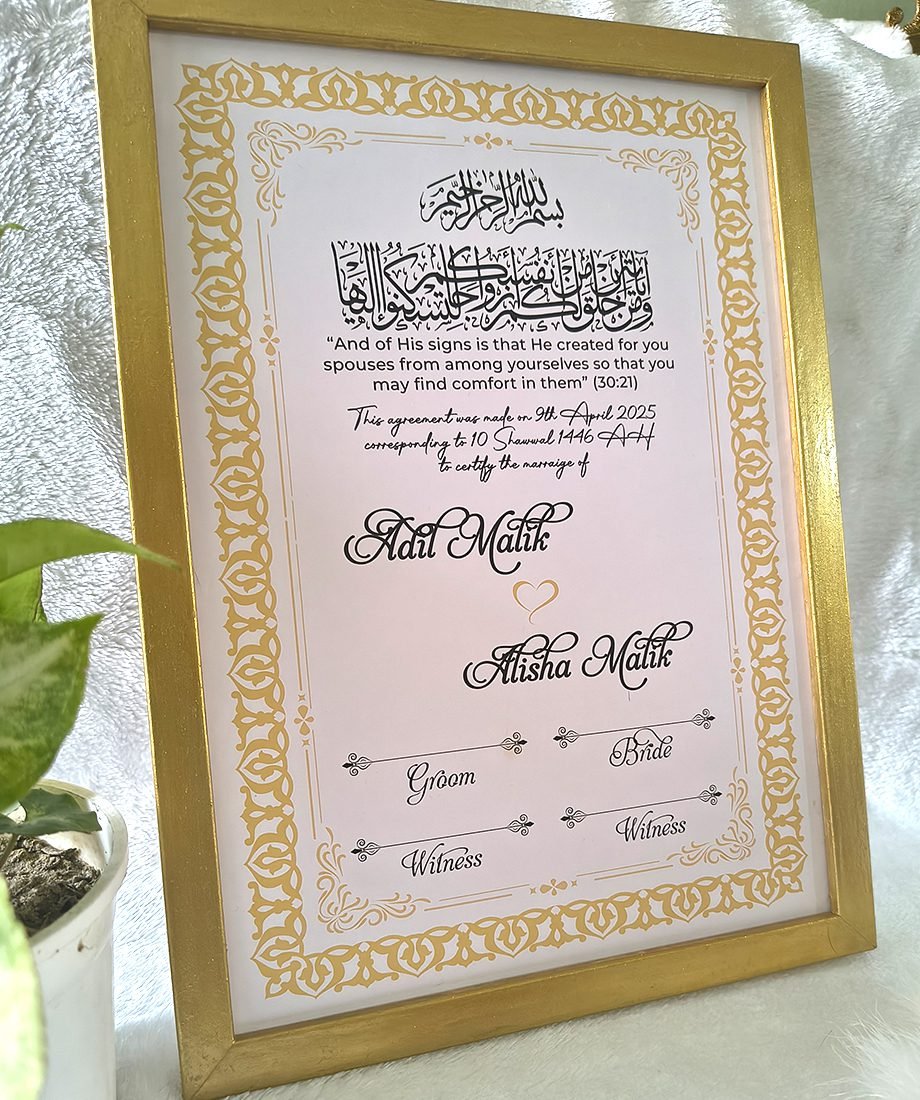 بسم الله الرحمن الرحيم
ومن آياته أن خلق لكم من أنفسكم أزواجا لتسكنوا إليها
“And of His signs is that He created for you
spouses from among yourselves so that you
may find comfort in them” (30:21)
This agreement was made on 9th April 2025
corresponding to 10 Shawwal 1446 AH
to certify the marraige of
Adil Malik
Alisha Malik
Groom
Bride
Witness
Witness